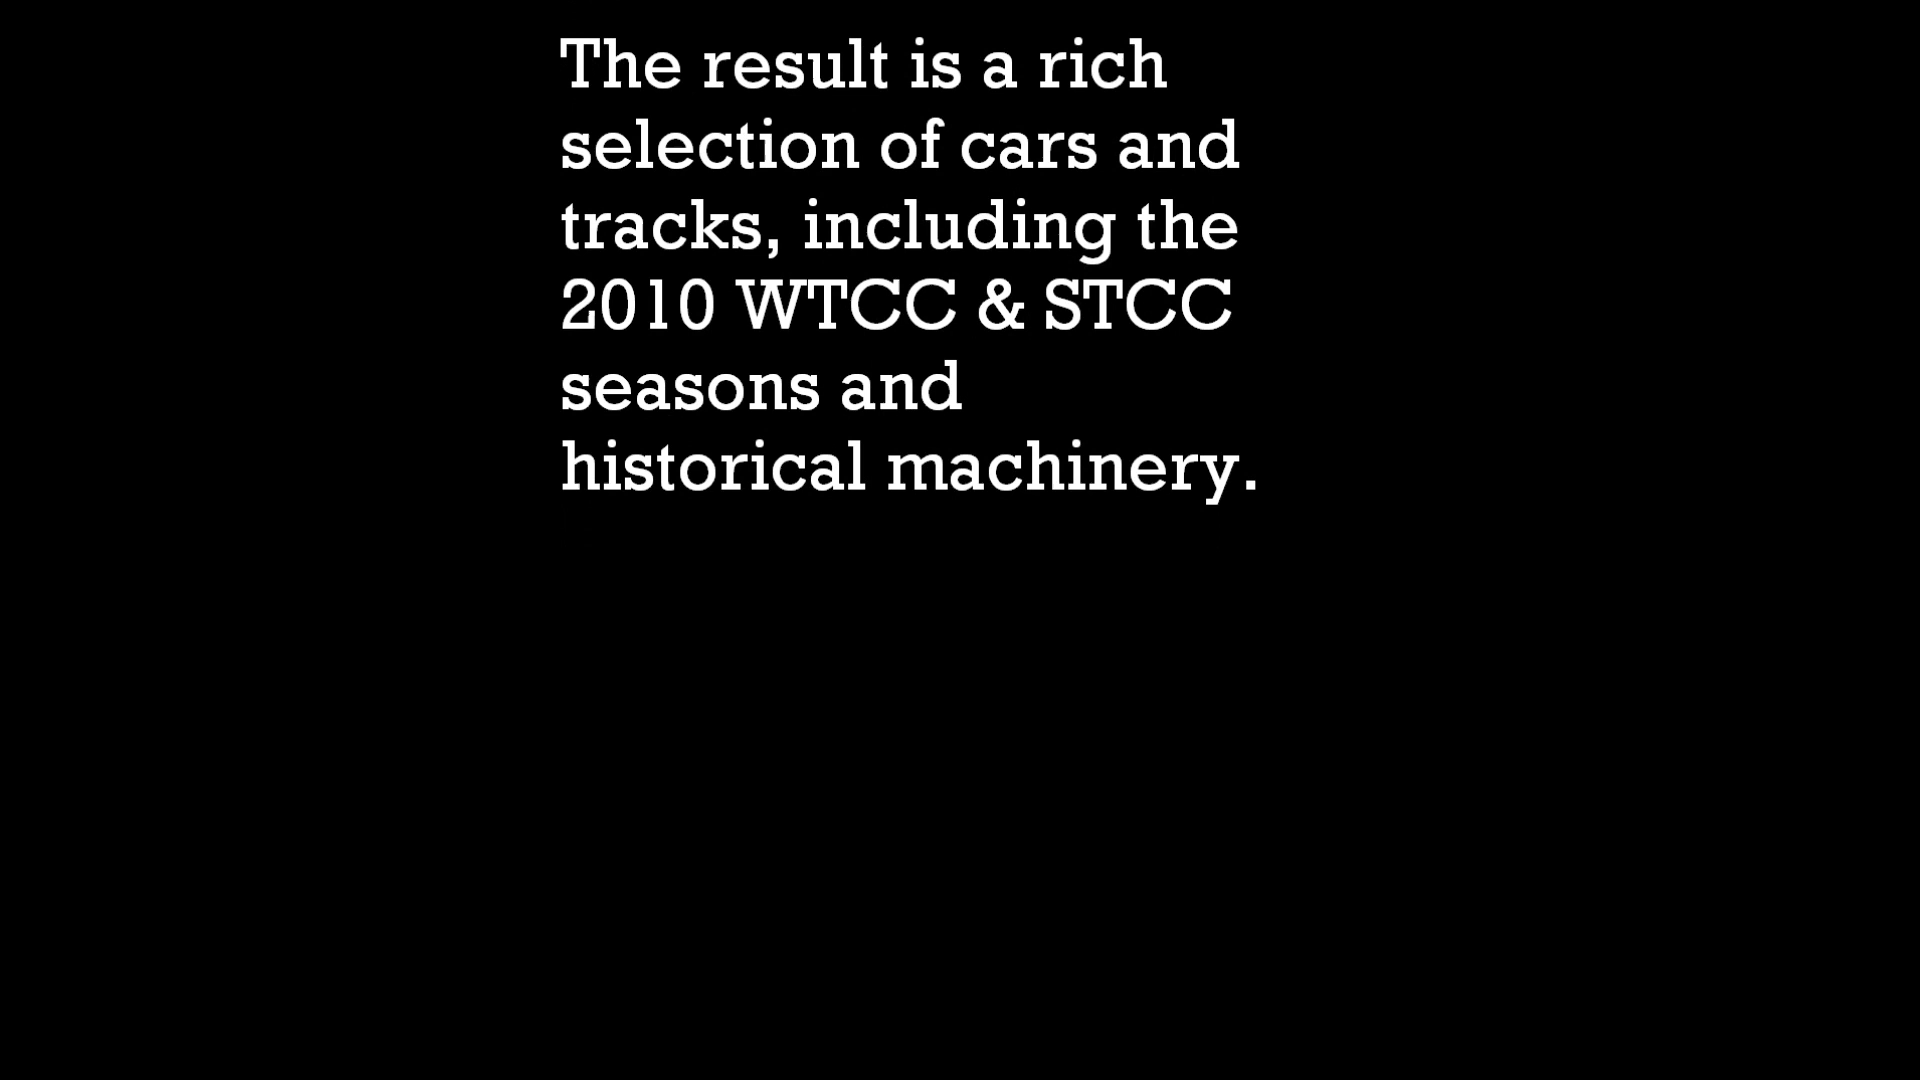 The result is a rich
selection of cars and
tracks, including the
2010 WTCC & STCC
seasons and
historical machinery.